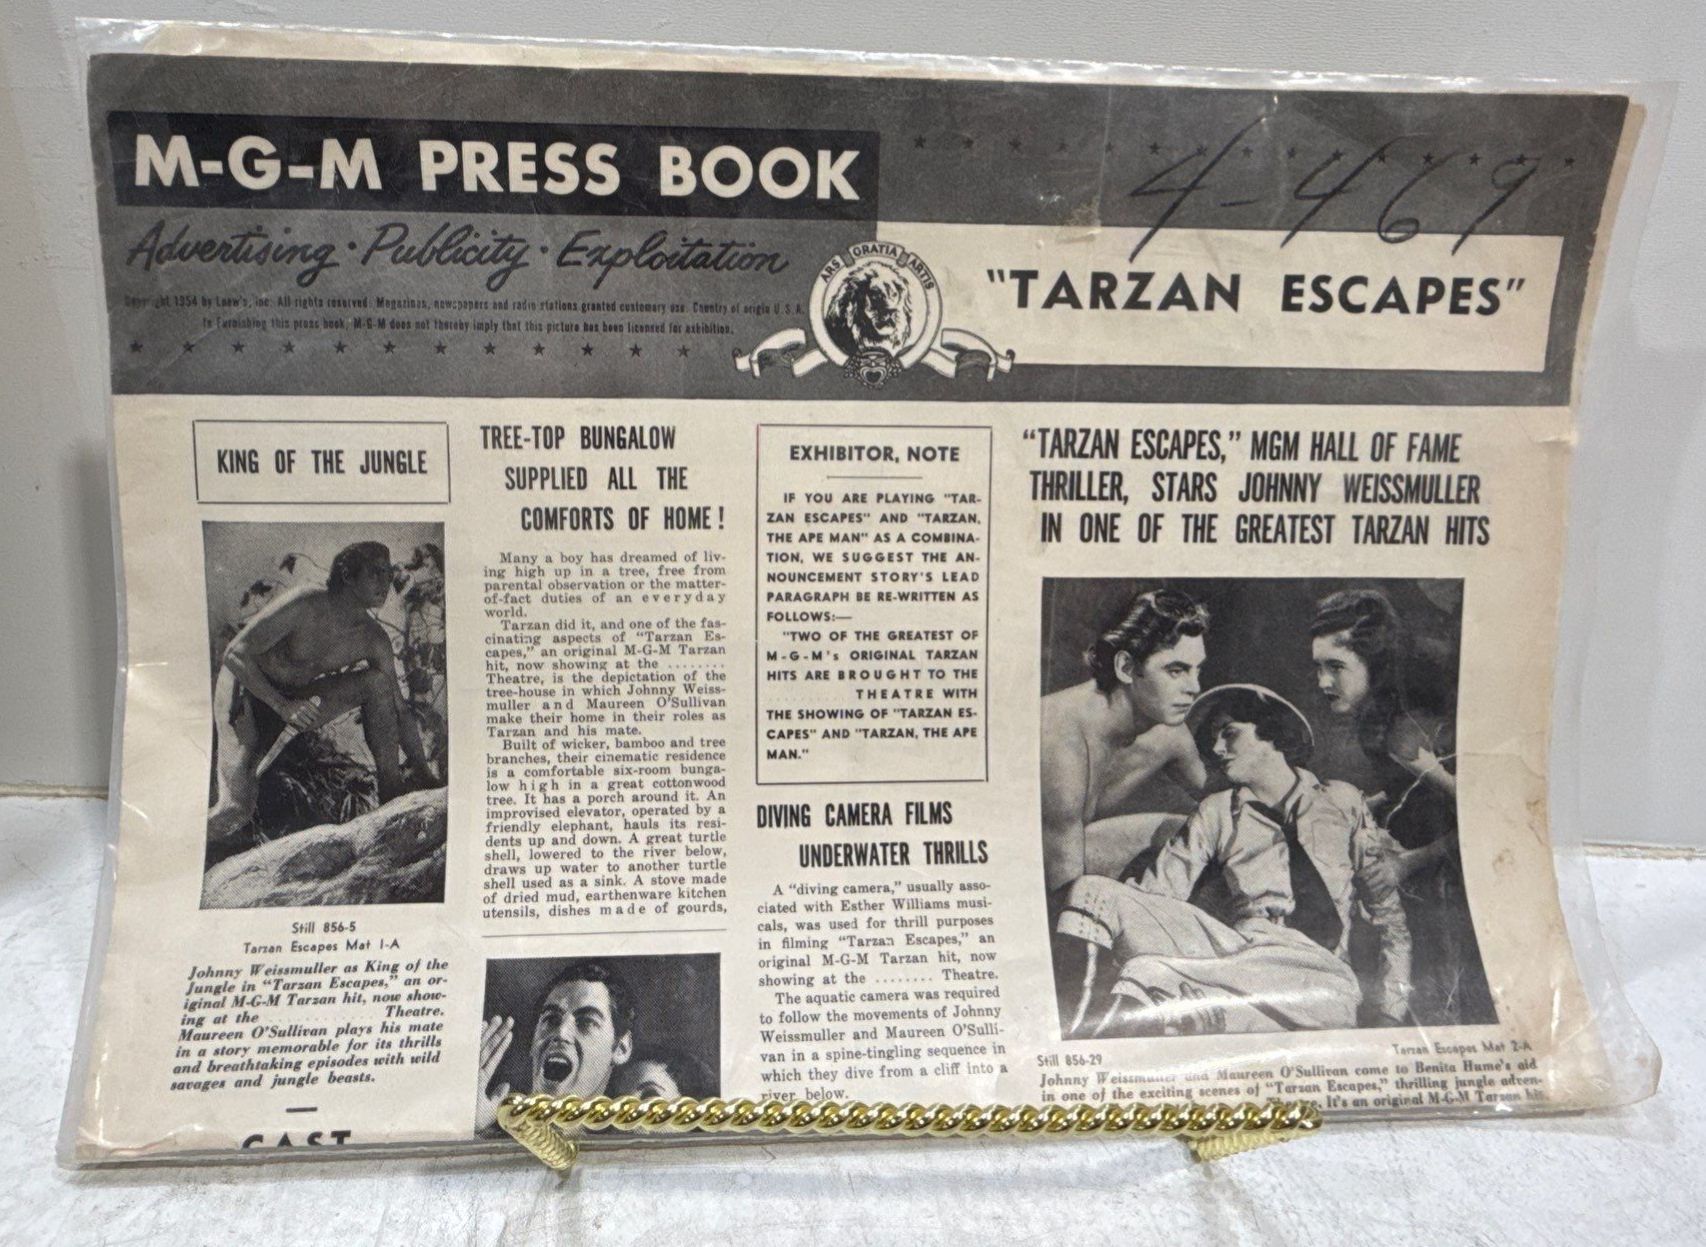 M-G-M PRESS BOOK
Advertising · Publicity · Exploitation
Copyright 1954 by Loew's, Inc. All rights reserved. Magazines, newspapers and radio stations granted customary use. Country of origin U.S.A.
In furnishing this press book, M-G-M does not thereby imply that this picture has been licensed for exhibition.
ARS GRATIA ARTIS
4-469
"TARZAN ESCAPES"
KING OF THE JUNGLE
Still 856-5
Tarzan Escapes Mat 1-A
Johnny Weissmuller as King of the
Jungle in "Tarzan Escapes," an or-
iginal M-G-M Tarzan hit, now show-
ing at the ............ Theatre.
Maureen O'Sullivan plays his mate
in a story memorable for its thrills
and breathtaking episodes with wild
savages and jungle beasts.
CAST
TREE-TOP BUNGALOW
SUPPLIED ALL THE
COMFORTS OF HOME!
Many a boy has dreamed of liv-
ing high up in a tree, free from
parental observation or the matter-
of-fact duties of an everyday
world.
Tarzan did it, and one of the fas-
cinating aspects of "Tarzan Es-
capes," an original M-G-M Tarzan
hit, now showing at the ........
Theatre, is the depictation of the
tree-house in which Johnny Weiss-
muller and Maureen O'Sullivan
make their home in their roles as
Tarzan and his mate.
Built of wicker, bamboo and tree
branches, their cinematic residence
is a comfortable six-room bunga-
low high in a great cottonwood
tree. It has a porch around it. An
improvised elevator, operated by a
friendly elephant, hauls its resi-
dents up and down. A great turtle
shell, lowered to the river below,
draws up water to another turtle
shell used as a sink. A stove made
of dried mud, earthenware kitchen
utensils, dishes made of gourds,
EXHIBITOR, NOTE
IF YOU ARE PLAYING "TAR-
ZAN ESCAPES" AND "TARZAN,
THE APE MAN" AS A COMBINA-
TION, WE SUGGEST THE AN-
NOUNCEMENT STORY'S LEAD
PARAGRAPH BE RE-WRITTEN AS
FOLLOWS:—
"TWO OF THE GREATEST OF
M-G-M's ORIGINAL TARZAN
HITS ARE BROUGHT TO THE
............ THEATRE WITH
THE SHOWING OF "TARZAN ES-
CAPES" AND "TARZAN, THE APE
MAN."
DIVING CAMERA FILMS
UNDERWATER THRILLS
A "diving camera," usually asso-
ciated with Esther Williams musi-
cals, was used for thrill purposes
in filming "Tarzan Escapes," an
original M-G-M Tarzan hit, now
showing at the ........ Theatre.
The aquatic camera was required
to follow the movements of Johnny
Weissmuller and Maureen O'Sulli-
van in a spine-tingling sequence in
which they dive from a cliff into a
river below.
"TARZAN ESCAPES," MGM HALL OF FAME
THRILLER, STARS JOHNNY WEISSMULLER
IN ONE OF THE GREATEST TARZAN HITS
Still 856-29
Tarzan Escapes Mat 2-A
Johnny Weissmuller and Maureen O'Sullivan come to Benita Hume's aid
in one of the exciting scenes of "Tarzan Escapes," thrilling jungle adven-
Theatre. It's an original M-G-M Tarzan hit.